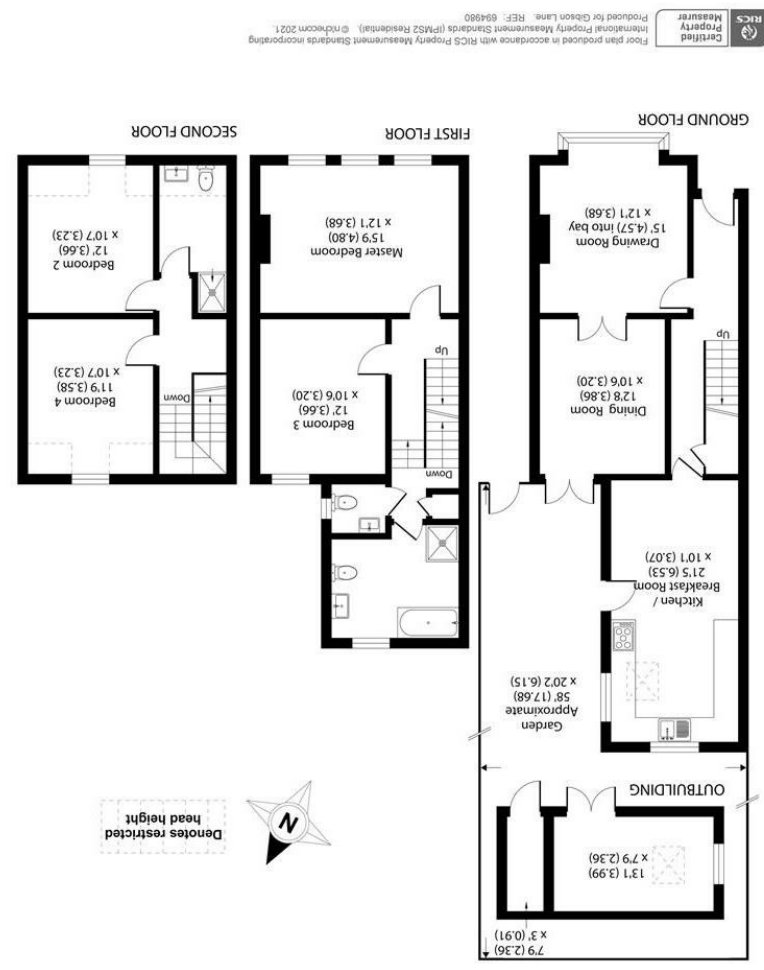 7'9 (2.36)
x 3' (0.91)
13'1 (3.99)
x 7'9 (2.36)
OUTBUILDING
N
Denotes restricted
head height
Garden
Approximate
58' (17.68)
x 20'2 (6.15)
Kitchen /
Breakfast Room
21'5 (6.53)
x 10'1 (3.07)
Dining Room
12'8 (3.86)
x 10'6 (3.20)
Up
Drawing Room
15' (4.57) into bay
x 12'1 (3.68)
GROUND FLOOR
Down
Bedroom 3
12' (3.66)
x 10'6 (3.20)
Up
Master Bedroom
15'9 (4.80)
x 12'1 (3.68)
FIRST FLOOR
Down
Bedroom 4
11'9 (3.58)
x 10'7 (3.23)
Bedroom 2
12' (3.66)
x 10'7 (3.23)
SECOND FLOOR
RICS
Certified
Property
Measurer
Floor plan produced in accordance with RICS Property Measurement Standards incorporating
International Property Measurement Standards (IPMS2 Residential). © nichecom 2021.
Produced for Gibson Lane. REF: 694980